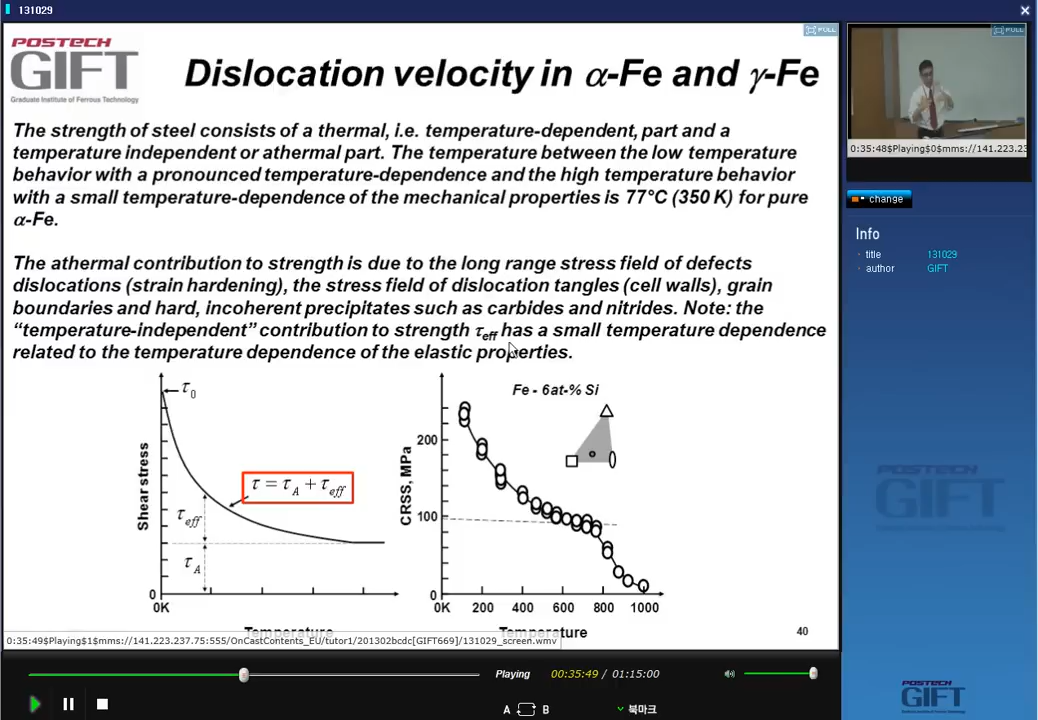 131029
POSTECH
GIFT
Graduate Institute of Ferrous Technology
Dislocation velocity in α-Fe and γ-Fe
The strength of steel consists of a thermal, i.e. temperature-dependent, part and a
temperature independent or athermal part. The temperature between the low temperature
behavior with a pronounced temperature-dependence and the high temperature behavior
with a small temperature-dependence of the mechanical properties is 77°C (350 K) for pure
α-Fe.
The athermal contribution to strength is due to the long range stress field of defects
dislocations (strain hardening), the stress field of dislocation tangles (cell walls), grain
boundaries and hard, incoherent precipitates such as carbides and nitrides. Note: the
“temperature-independent” contribution to strength τeff has a small temperature dependence
related to the temperature dependence of the elastic properties.
τ0
τ = τA + τeff
τeff
τA
Shear stress
0
0K
Temperature
Fe - 6at-% Si
CRSS, MPa
200
100
0
0K 200 400 600 800 1000
Temperature
40
0:35:49$Playing$1$mms://141.223.237.75:555/OnCastContents_EU/tutor1/201302bcdc[GIFT669]/131029_screen.wmv
Playing
00:35:49 / 01:15:00
A B
북마크
FULL
FULL
0:35:48$Playing$0$mms://141.223.23
change
Info
title 131029
author GIFT
POSTECH
GIFT
POSTECH
GIFT